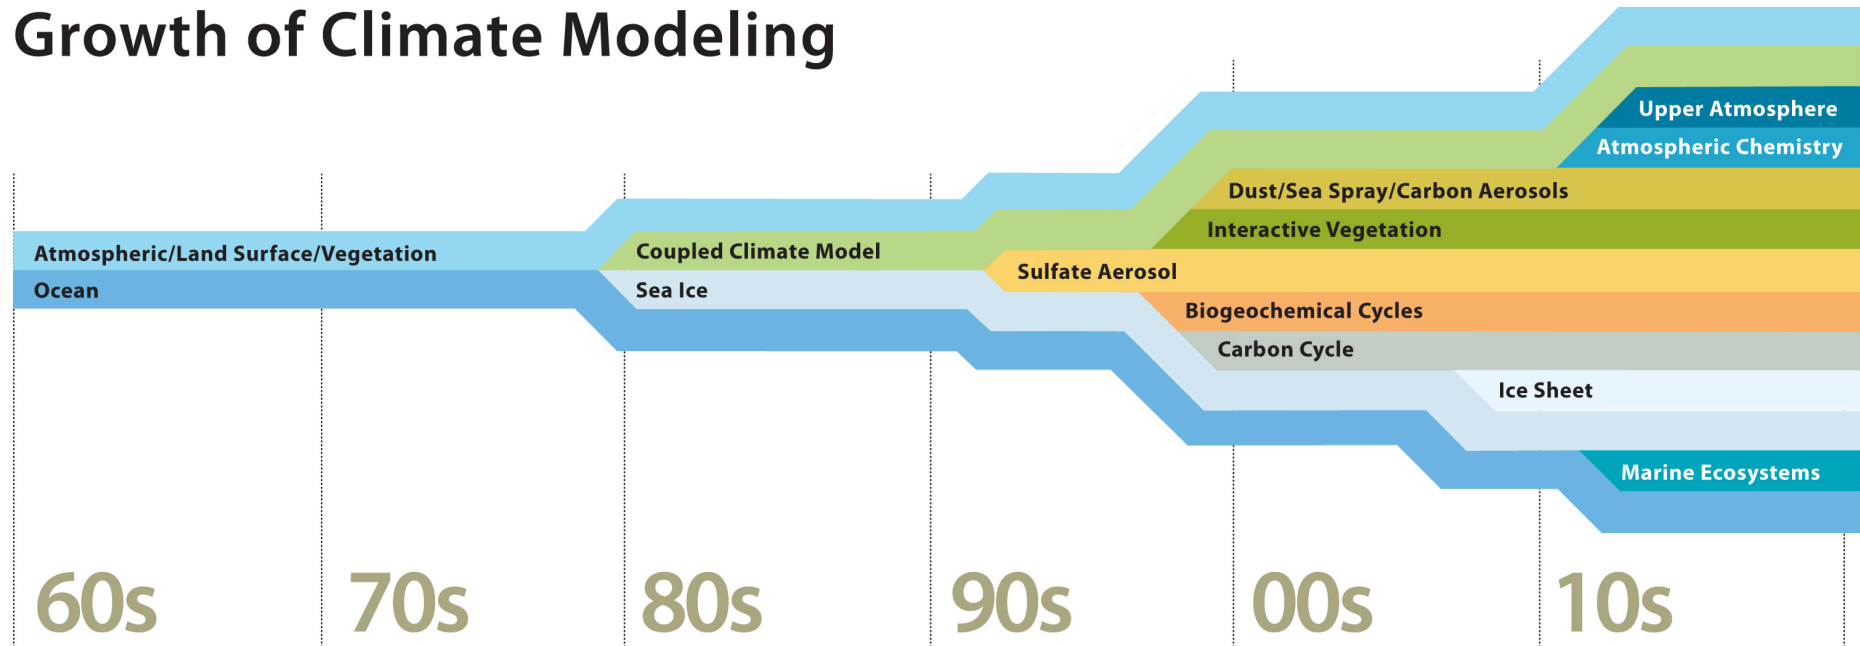 Growth of Climate Modeling
Upper Atmosphere
Atmospheric Chemistry
Dust/Sea Spray/Carbon Aerosols
Interactive Vegetation
Atmospheric/Land Surface/Vegetation
Coupled Climate Model
Sulfate Aerosol
Ocean
Sea Ice
Biogeochemical Cycles
Carbon Cycle
Ice Sheet
Marine Ecosystems
60s
70s
80s
90s
00s
10s